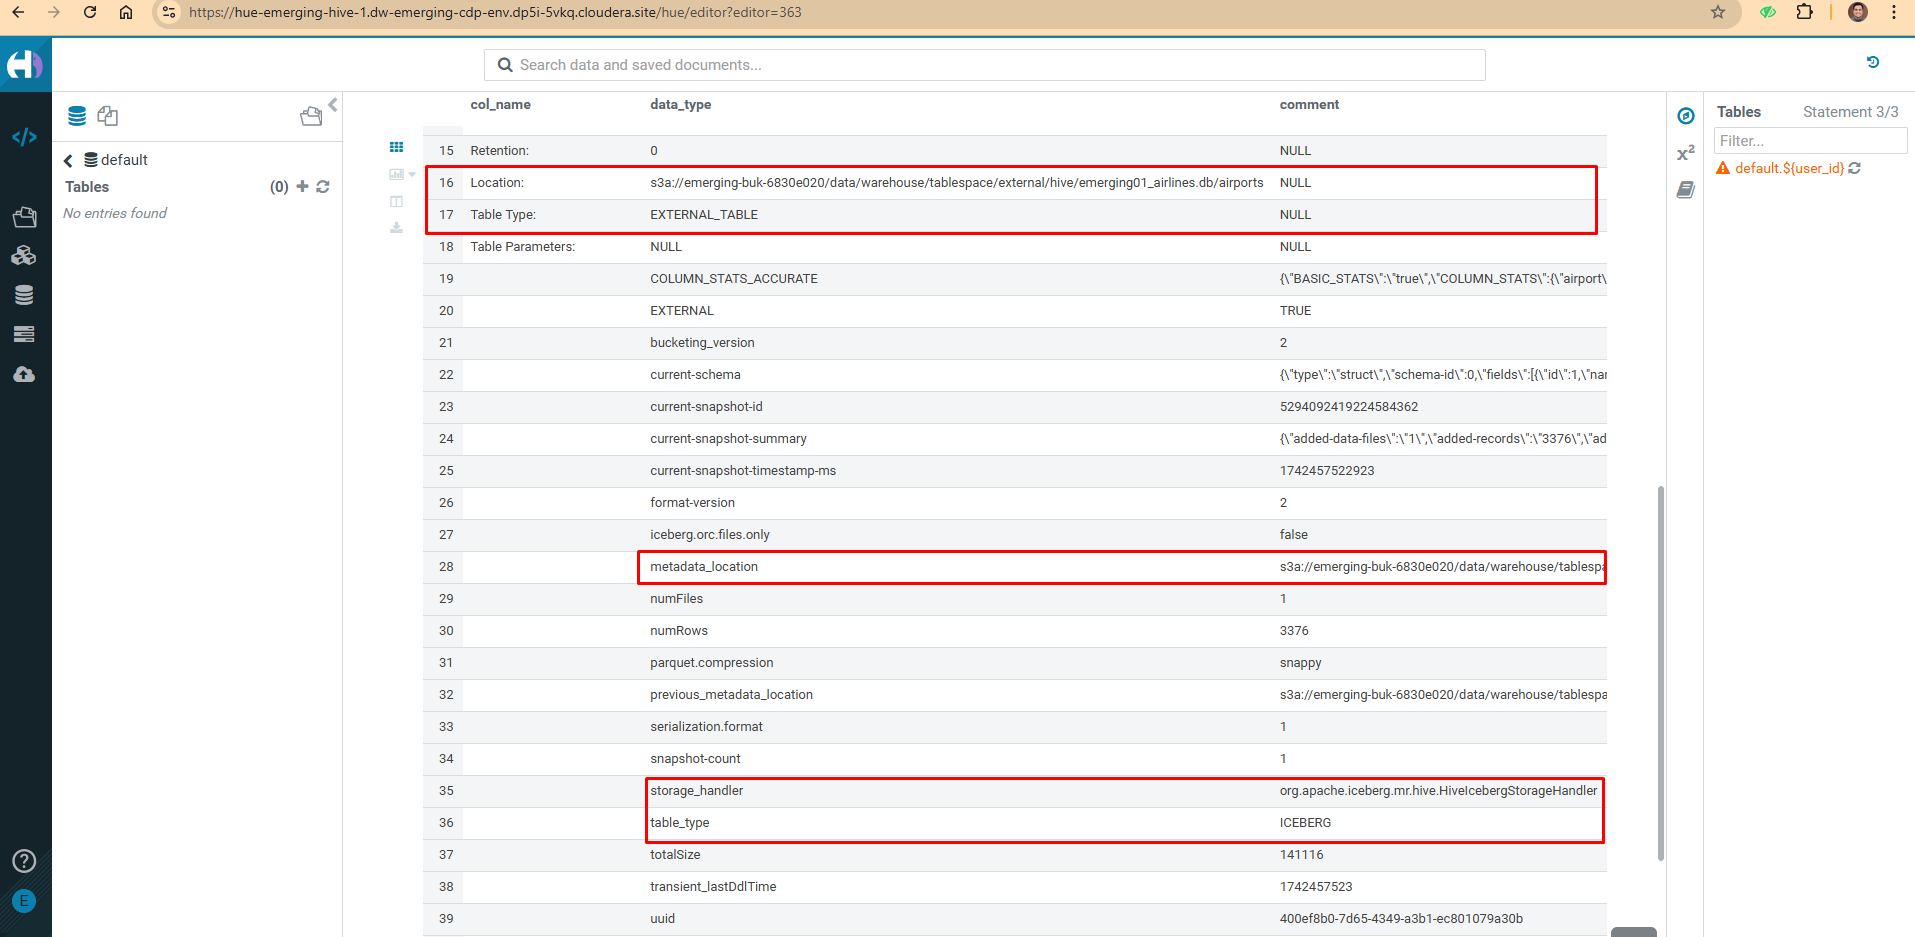 https://hue-emerging-hive-1.dw-emerging-cdp-env.dp5i-5vkq.cloudera.site/hue/editor?editor=363
Search data and saved documents...
default
Tables (0)
No entries found
col_name data_type comment
15 Retention: 0 NULL
16 Location: s3a://emerging-buk-6830e020/data/warehouse/tablespace/external/hive/emerging01_airlines.db/airports NULL
17 Table Type: EXTERNAL_TABLE NULL
18 Table Parameters: NULL NULL
19 COLUMN_STATS_ACCURATE {\"BASIC_STATS\":\"true\",\"COLUMN_STATS\":{\"airport\
20 EXTERNAL TRUE
21 bucketing_version 2
22 current-schema {\"type\":\"struct\",\"schema-id\":0,\"fields\":[{\"id\":1,\"nar
23 current-snapshot-id 5294092419224584362
24 current-snapshot-summary {\"added-data-files\":\"1\",\"added-records\":\"3376\",\"ad
25 current-snapshot-timestamp-ms 1742457522923
26 format-version 2
27 iceberg.orc.files.only false
28 metadata_location s3a://emerging-buk-6830e020/data/warehouse/tablespa
29 numFiles 1
30 numRows 3376
31 parquet.compression snappy
32 previous_metadata_location s3a://emerging-buk-6830e020/data/warehouse/tablespa
33 serialization.format 1
34 snapshot-count 1
35 storage_handler org.apache.iceberg.mr.hive.HiveIcebergStorageHandler
36 table_type ICEBERG
37 totalSize 141116
38 transient_lastDdlTime 1742457523
39 uuid 400ef8b0-7d65-4349-a3b1-ec801079a30b
Tables Statement 3/3
Filter...
default.${user_id}
x²
E